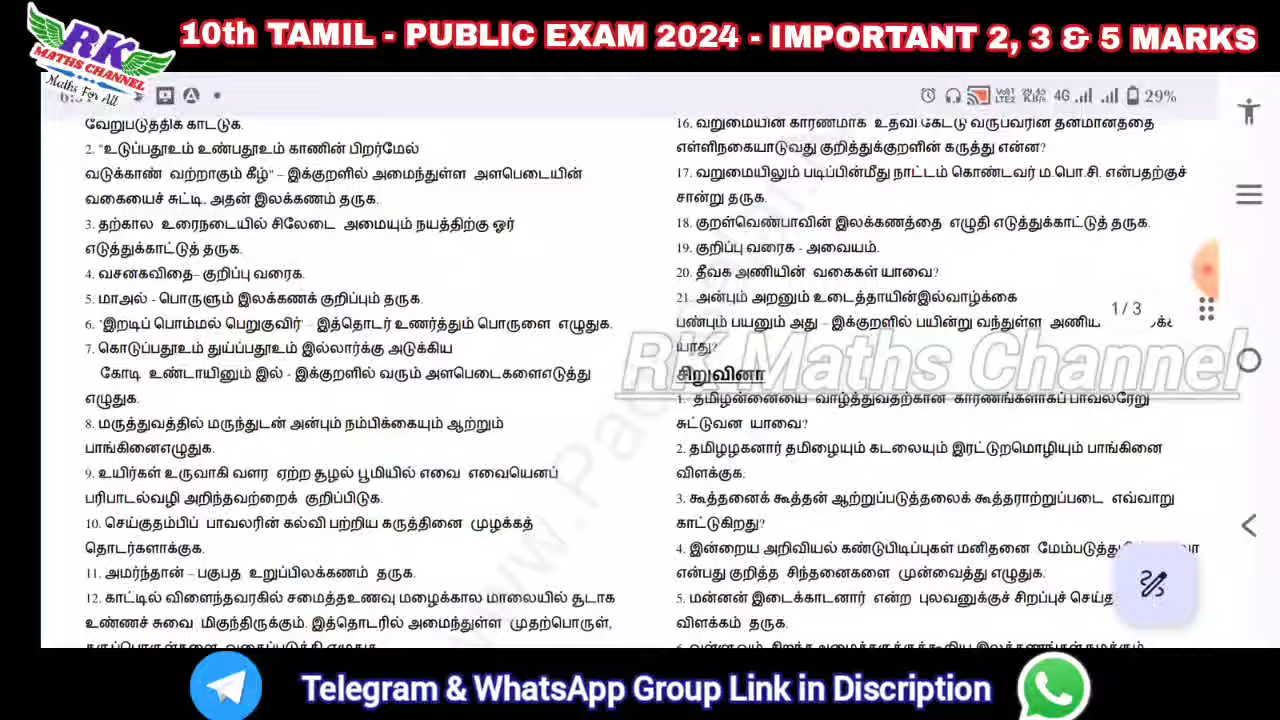 10th TAMIL - PUBLIC EXAM 2024 - IMPORTANT 2, 3 & 5 MARKS
RK
MATHS CHANNEL
Maths For All
29%
4G
வேறுபடுத்திக் காட்டுக.
2. "உடுப்பதூஉம் உண்பதூஉம் காணின் பிறர்மேல்
வடுக்காண் வற்றாகும் கீழ்" – இக்குறளில் அமைந்துள்ள அளபெடையின்
வகையைச் சுட்டி, அதன் இலக்கணம் தருக.
3. தற்கால உரைநடையில் சிலேடை அமையும் நயத்திற்கு ஓர்
எடுத்துக்காட்டுத் தருக.
4. வசனகவிதை– குறிப்பு வரைக.
5. மாஅல் - பொருளும் இலக்கணக் குறிப்பும் தருக.
6. 'இறடிப் பொம்மல் பெறுகுவிர்' – இத்தொடர் உணர்த்தும் பொருளை எழுதுக.
7. கொடுப்பதூஉம் துய்ப்பதூஉம் இல்லார்க்கு அடுக்கிய
கோடி உண்டாயினும் இல் - இக்குறளில் வரும் அளபெடைகளைஎடுத்து
எழுதுக.
8. மருத்துவத்தில் மருந்துடன் அன்பும் நம்பிக்கையும் ஆற்றும்
பாங்கினைஎழுதுக.
9. உயிர்கள் உருவாகி வளர ஏற்ற சூழல் பூமியில் எவை எவையெனப்
பரிபாடல்வழி அறிந்தவற்றைக் குறிப்பிடுக.
10. செய்குதம்பிப் பாவலரின் கல்வி பற்றிய கருத்தினை முழக்கத்
தொடர்களாக்குக.
11. அமர்ந்தான் – பகுபத உறுப்பிலக்கணம் தருக.
12. காட்டில் விளைந்தவரகில் சமைத்தஉணவு மழைக்கால மாலையில் சூடாக
உண்ணச் சுவை மிகுந்திருக்கும். இத்தொடரில் அமைந்துள்ள முதற்பொருள்,
கருப்பொருள்களை வகைப்படுத்தி எழுதுக.
16. வறுமையின் காரணமாக உதவி கேட்டு வருபவரின் தன்மானத்தை
எள்ளிநகையாடுவது குறித்துக்குறளின் கருத்து என்ன?
17. வறுமையிலும் படிப்பின்மீது நாட்டம் கொண்டவர் ம.பொ.சி. என்பதற்குச்
சான்று தருக.
18. குறள்வெண்பாவின் இலக்கணத்தை எழுதி எடுத்துக்காட்டுத் தருக.
19. குறிப்பு வரைக - அவையம்.
20. தீவக அணியின் வகைகள் யாவை?
21. அன்பும் அறனும் உடைத்தாயின்இல்வாழ்க்கை
பண்பும் பயனும் அது – இக்குறளில் பயின்று வந்துள்ள
யாது?
1/3
RK Maths Channel
சிறுவினா
1. தமிழன்னையை வாழ்த்துவதற்கான காரணங்களாகப் பாவலரேறு
சுட்டுவன யாவை?
2. தமிழழகனார் தமிழையும் கடலையும் இரட்டுறமொழியும் பாங்கினை
விளக்குக.
3. கூத்தனைக் கூத்தன் ஆற்றுப்படுத்தலைக் கூத்தராற்றுப்படை எவ்வாறு
காட்டுகிறது?
4. இன்றைய அறிவியல் கண்டுபிடிப்புகள் மனிதனை
என்பது குறித்த சிந்தனைகளை முன்வைத்து எழுதுக.
5. மன்னன் இடைக்காடனார் என்ற புலவனுக்குச் சிறப்புச்
விளக்கம் தருக.
Telegram & WhatsApp Group Link in Discription